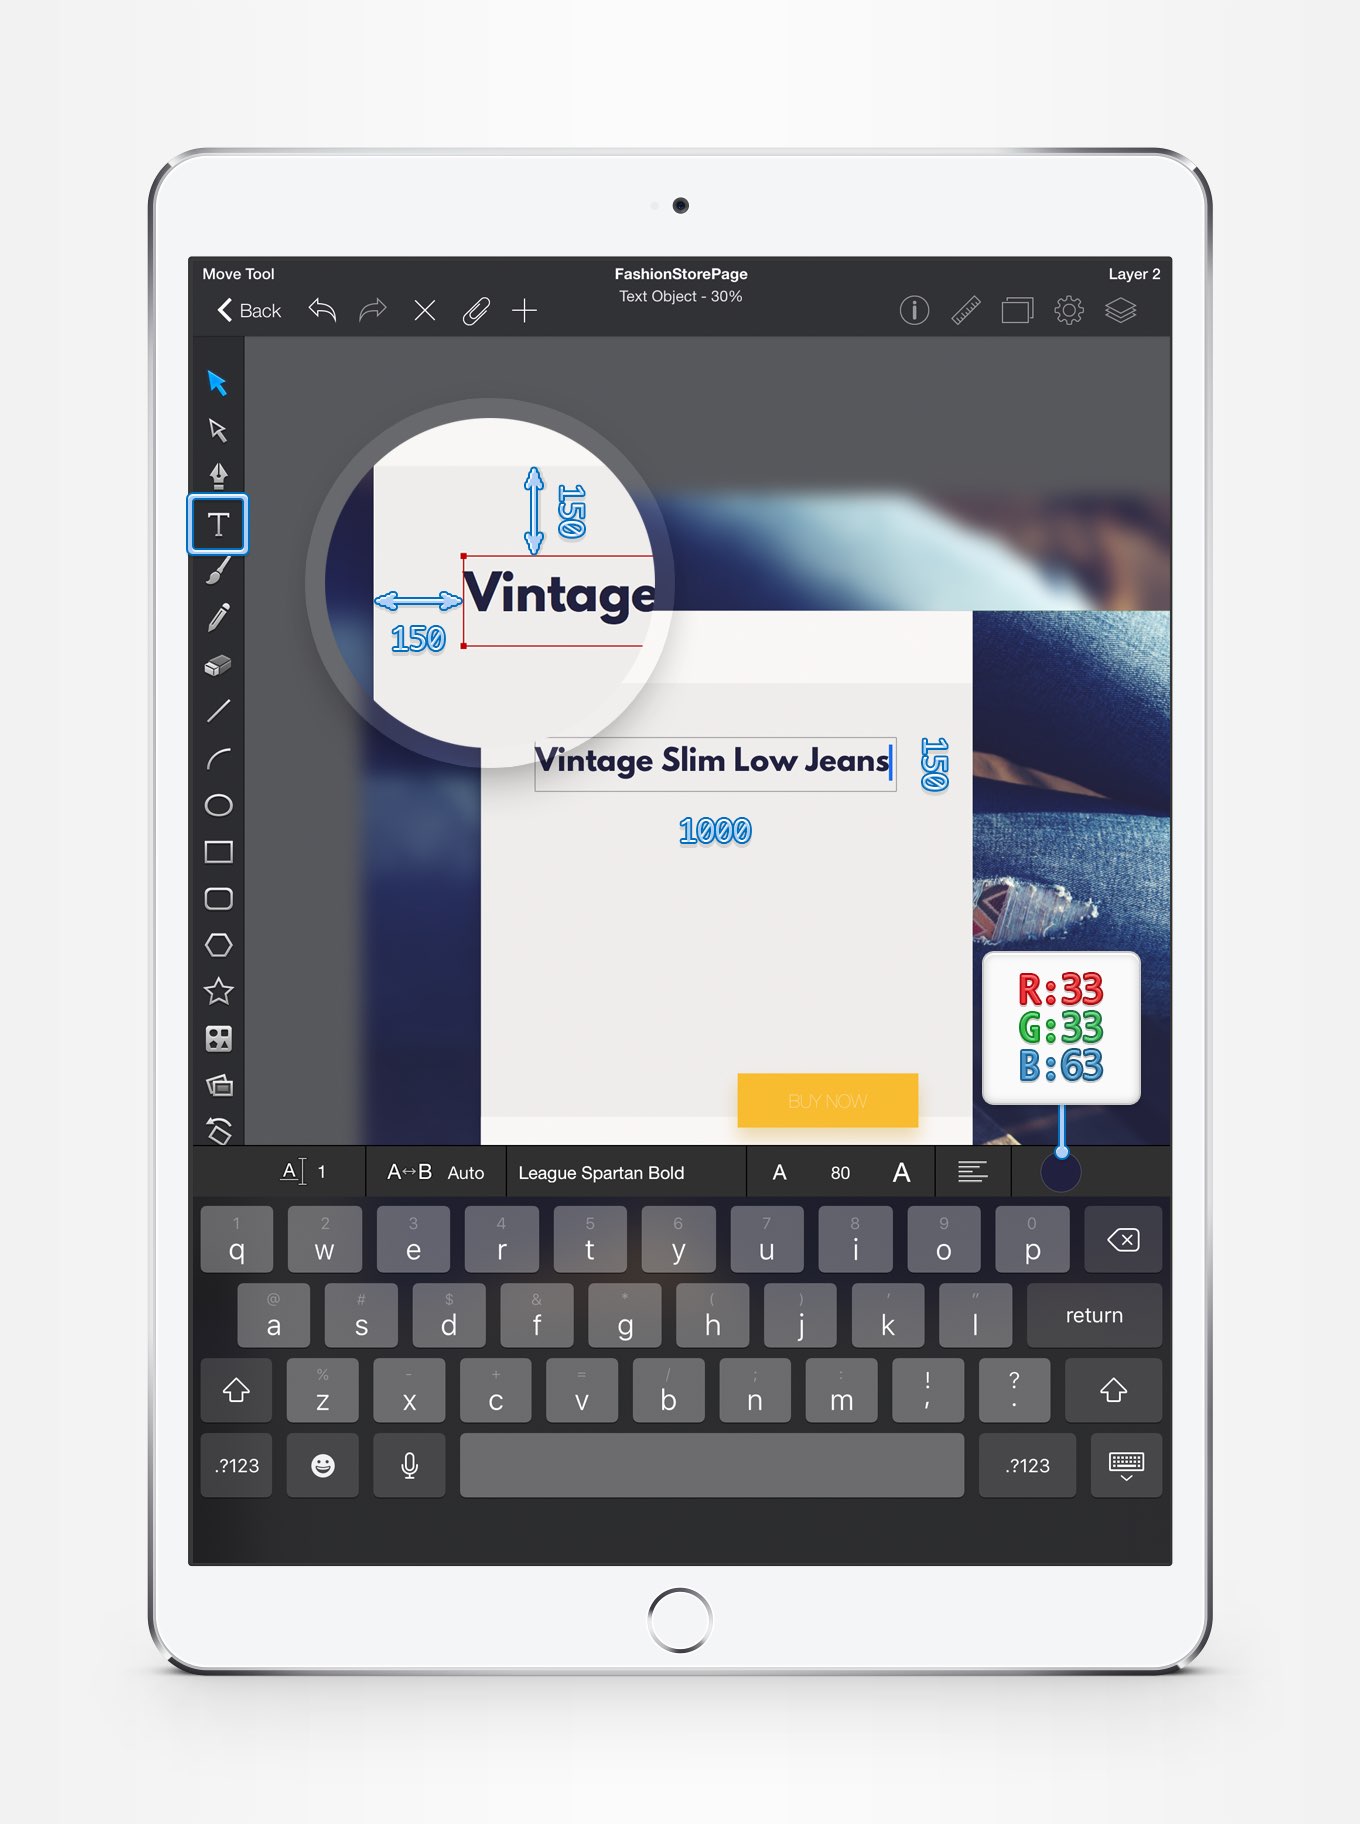 Move Tool
FashionStorePage
Layer 2
Back
Text Object - 30%
T
150
Vintage
150
Vintage Slim Low Jeans
150
1000
R:33
G:33
B:63
BUY NOW
A 1
A↔B Auto
League Spartan Bold
A 80 A
1 2 3 4 5 6 7 8 9 0
q w e r t y u i o p
@ # $ & * ( ) ' "
a s d f g h j k l return
% - + = / ; : ! ?
z x c v b n m , .
.?123 .?123